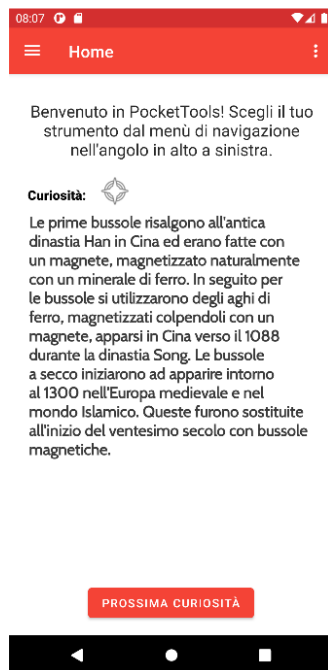 08:07
Home
Benvenuto in PocketTools! Scegli il tuo
strumento dal menù di navigazione
nell'angolo in alto a sinistra.
Curiosità:
Le prime bussole risalgono all'antica
dinastia Han in Cina ed erano fatte con
un magnete, magnetizzato naturalmente
con un minerale di ferro. In seguito per
le bussole si utilizzarono degli aghi di
ferro, magnetizzati colpendoli con un
magnete, apparsi in Cina verso il 1088
durante la dinastia Song. Le bussole
a secco iniziarono ad apparire intorno
al 1300 nell'Europa medievale e nel
mondo Islamico. Queste furono sostituite
all'inizio del ventesimo secolo con bussole
magnetiche.
PROSSIMA CURIOSITÀ